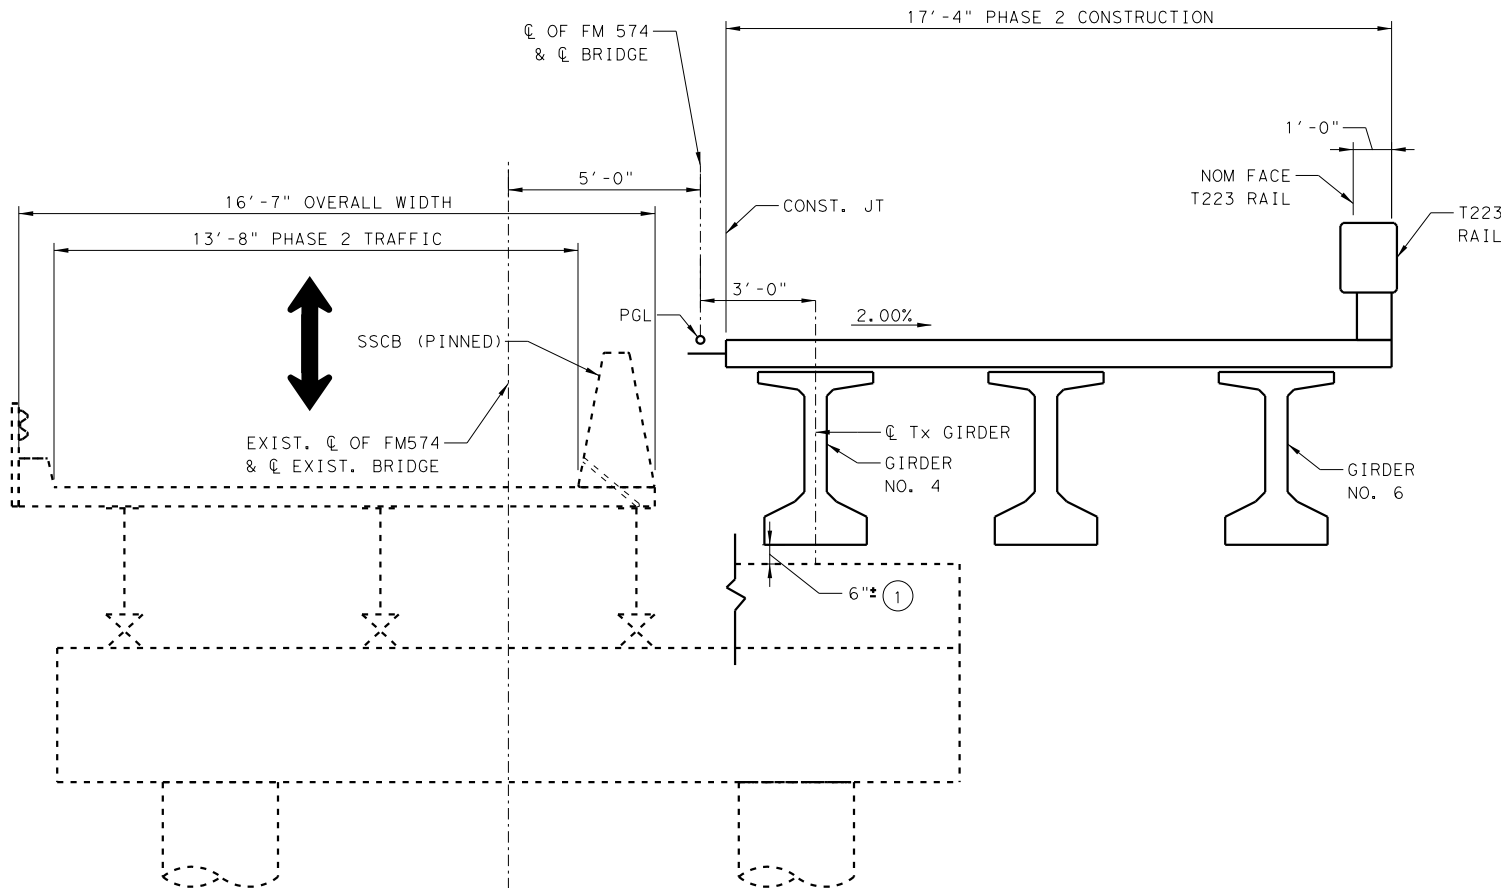 17'-4" PHASE 2 CONSTRUCTION
℄ OF FM 574
& ℄ BRIDGE
1'-0"
NOM FACE
T223 RAIL
5'-0"
16'-7" OVERALL WIDTH
CONST. JT
T223
RAIL
13'-8" PHASE 2 TRAFFIC
3'-0"
PGL
2.00%
SSCB (PINNED)
EXIST. ℄ OF FM574
& ℄ EXIST. BRIDGE
℄ Tx GIRDER
GIRDER
NO. 4
GIRDER
NO. 6
6"± 1